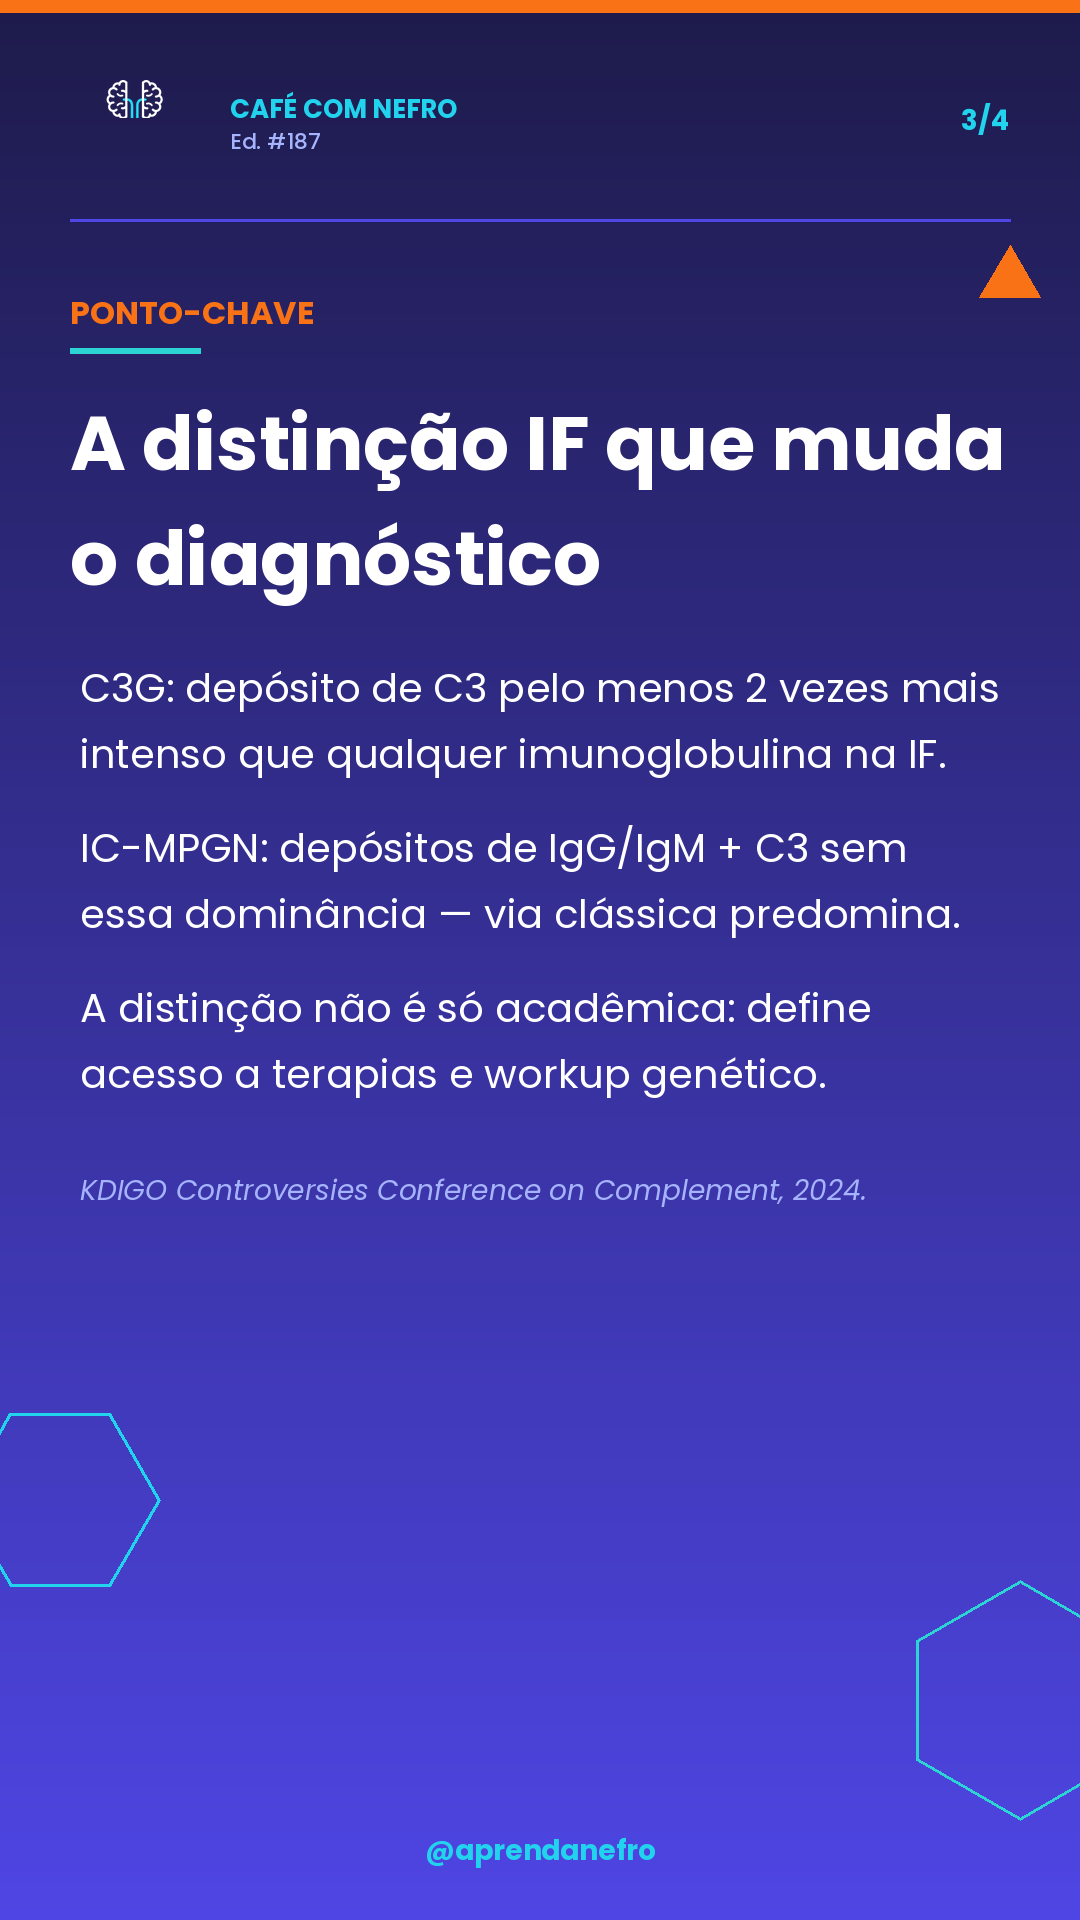 CAFÉ COM NEFRO
Ed. #187
3/4
PONTO-CHAVE
A distinção IF que muda
o diagnóstico
C3G: depósito de C3 pelo menos 2 vezes mais
intenso que qualquer imunoglobulina na IF.
IC-MPGN: depósitos de IgG/IgM + C3 sem
essa dominância — via clássica predomina.
A distinção não é só acadêmica: define
acesso a terapias e workup genético.
KDIGO Controversies Conference on Complement, 2024.
@aprendanefro